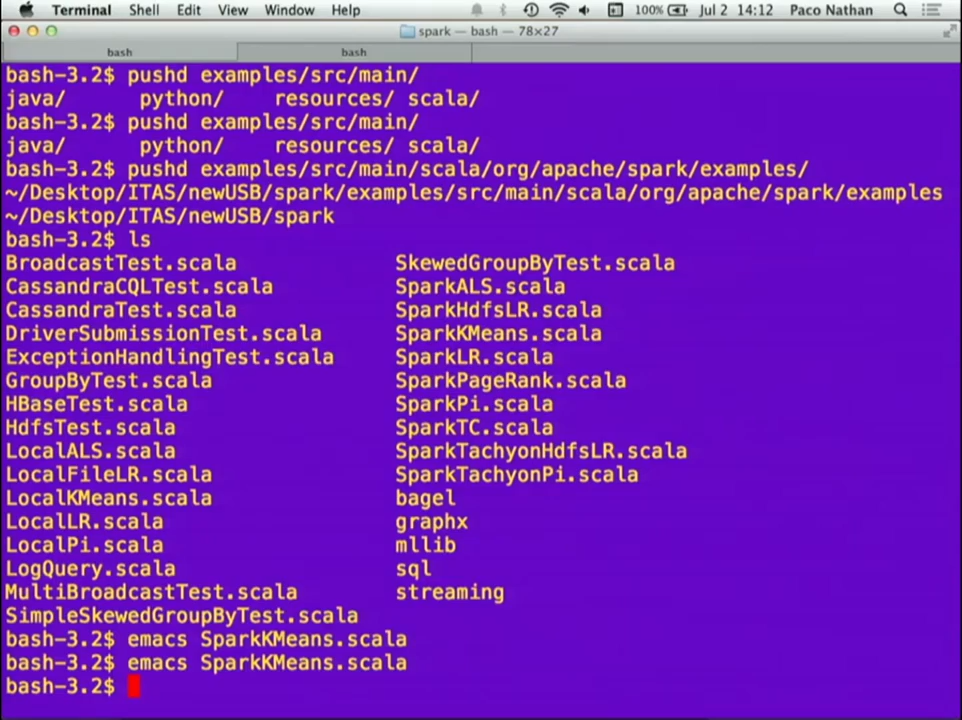 Terminal Shell Edit View Window Help 100% Jul 2 14:12 Paco Nathan
spark — bash — 78×27
bash bash
bash-3.2$ pushd examples/src/main/
java/ python/ resources/ scala/
bash-3.2$ pushd examples/src/main/
java/ python/ resources/ scala/
bash-3.2$ pushd examples/src/main/scala/org/apache/spark/examples/
~/Desktop/ITAS/newUSB/spark/examples/src/main/scala/org/apache/spark/examples
~/Desktop/ITAS/newUSB/spark
bash-3.2$ ls
BroadcastTest.scala SkewedGroupByTest.scala
CassandraCQLTest.scala SparkALS.scala
CassandraTest.scala SparkHdfsLR.scala
DriverSubmissionTest.scala SparkKMeans.scala
ExceptionHandlingTest.scala SparkLR.scala
GroupByTest.scala SparkPageRank.scala
HBaseTest.scala SparkPi.scala
HdfsTest.scala SparkTC.scala
LocalALS.scala SparkTachyonHdfsLR.scala
LocalFileLR.scala SparkTachyonPi.scala
LocalKMeans.scala bagel
LocalLR.scala graphx
LocalPi.scala mllib
LogQuery.scala sql
MultiBroadcastTest.scala streaming
SimpleSkewedGroupByTest.scala
bash-3.2$ emacs SparkKMeans.scala
bash-3.2$ emacs SparkKMeans.scala
bash-3.2$